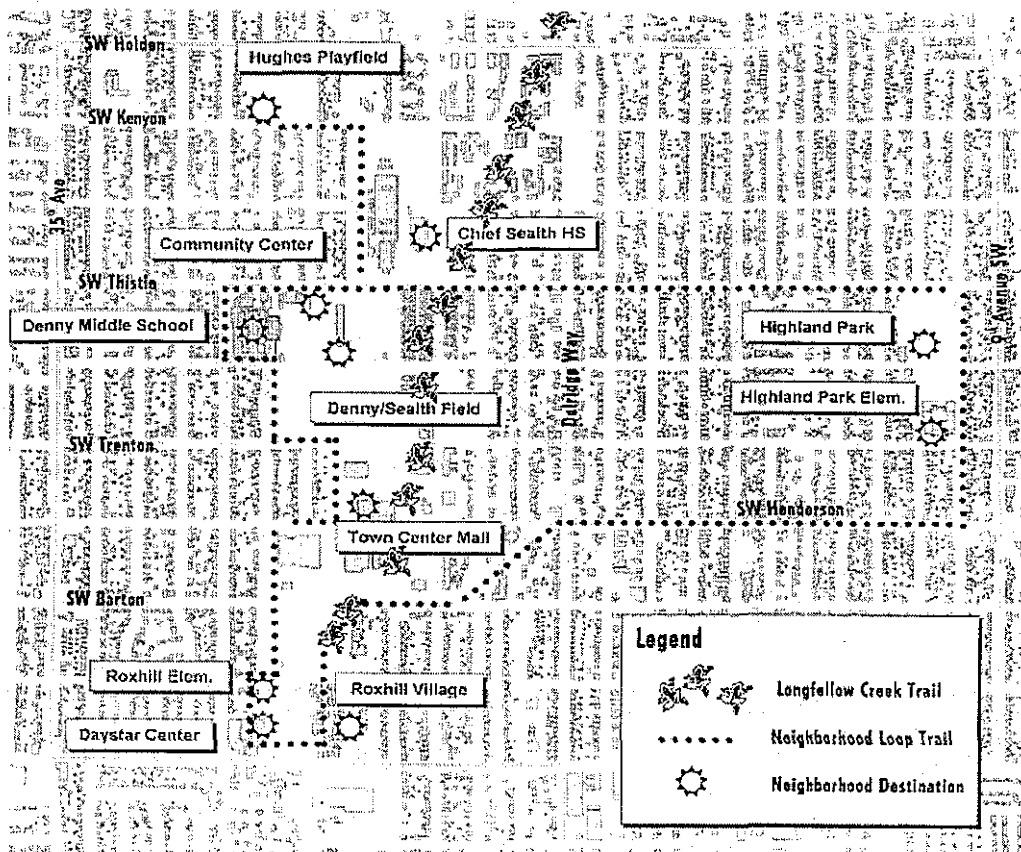 SW Holden
Hughes Playfield
SW Kenyon
35th Ave
Community Center
Chief Sealth HS
SW Thistle
9th Avenue SW
Denny Middle School
Highland Park
Delridge Way
Highland Park Elem.
Denny/Sealth Field
SW Trenton
SW Henderson
Town Center Mall
SW Barton
Legend
Roxhill Elem.
Roxhill Village
Longfellow Creek Trail
Daystar Center
Neighborhood Loop Trail
Neighborhood Destination